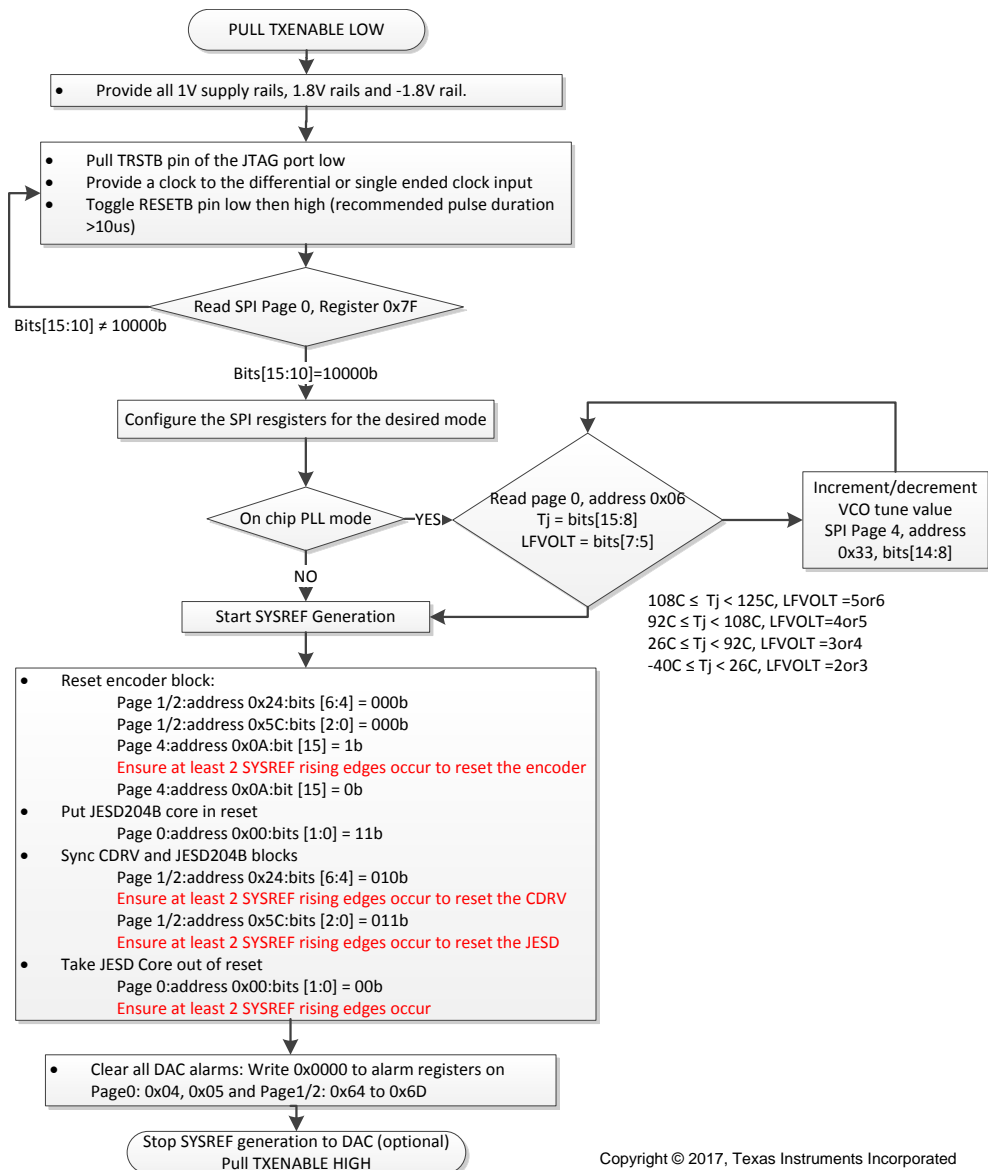 PULL TXENABLE LOW
• Provide all 1V supply rails, 1.8V rails and -1.8V rail.
• Pull TRSTB pin of the JTAG port low
• Provide a clock to the differential or single ended clock input
• Toggle RESETB pin low then high (recommended pulse duration
>10us)
Read SPI Page 0, Register 0x7F
Bits[15:10] ≠ 10000b
Bits[15:10]=10000b
Configure the SPI resgisters for the desired mode
On chip PLL mode
YES
Read page 0, address 0x06
Tj = bits[15:8]
LFVOLT = bits[7:5]
Increment/decrement
VCO tune value
SPI Page 4, address
0x33, bits[14:8]
NO
108C ≤ Tj < 125C, LFVOLT =5or6
92C ≤ Tj < 108C, LFVOLT=4or5
26C ≤ Tj < 92C, LFVOLT =3or4
-40C ≤ Tj < 26C, LFVOLT =2or3
Start SYSREF Generation
• Reset encoder block:
Page 1/2:address 0x24:bits [6:4] = 000b
Page 1/2:address 0x5C:bits [2:0] = 000b
Page 4:address 0x0A:bit [15] = 1b
Ensure at least 2 SYSREF rising edges occur to reset the encoder
Page 4:address 0x0A:bit [15] = 0b
• Put JESD204B core in reset
Page 0:address 0x00:bits [1:0] = 11b
• Sync CDRV and JESD204B blocks
Page 1/2:address 0x24:bits [6:4] = 010b
Ensure at least 2 SYSREF rising edges occur to reset the CDRV
Page 1/2:address 0x5C:bits [2:0] = 011b
Ensure at least 2 SYSREF rising edges occur to reset the JESD
• Take JESD Core out of reset
Page 0:address 0x00:bits [1:0] = 00b
Ensure at least 2 SYSREF rising edges occur
• Clear all DAC alarms: Write 0x0000 to alarm registers on
Page0: 0x04, 0x05 and Page1/2: 0x64 to 0x6D
Stop SYSREF generation to DAC (optional)
Pull TXENABLE HIGH
Copyright © 2017, Texas Instruments Incorporated